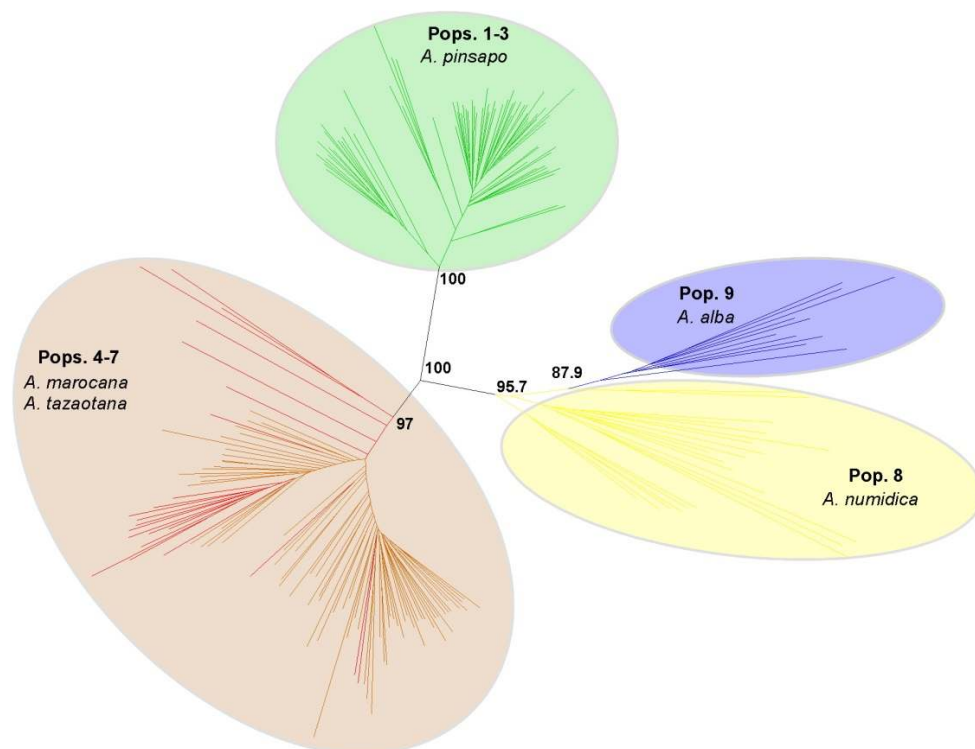 Pops. 1-3
A. pinsapo
100
Pop. 9
A. alba
Pops. 4-7
A. marocana
A. tazaotana
100
87.9
95.7
97
Pop. 8
A. numidica